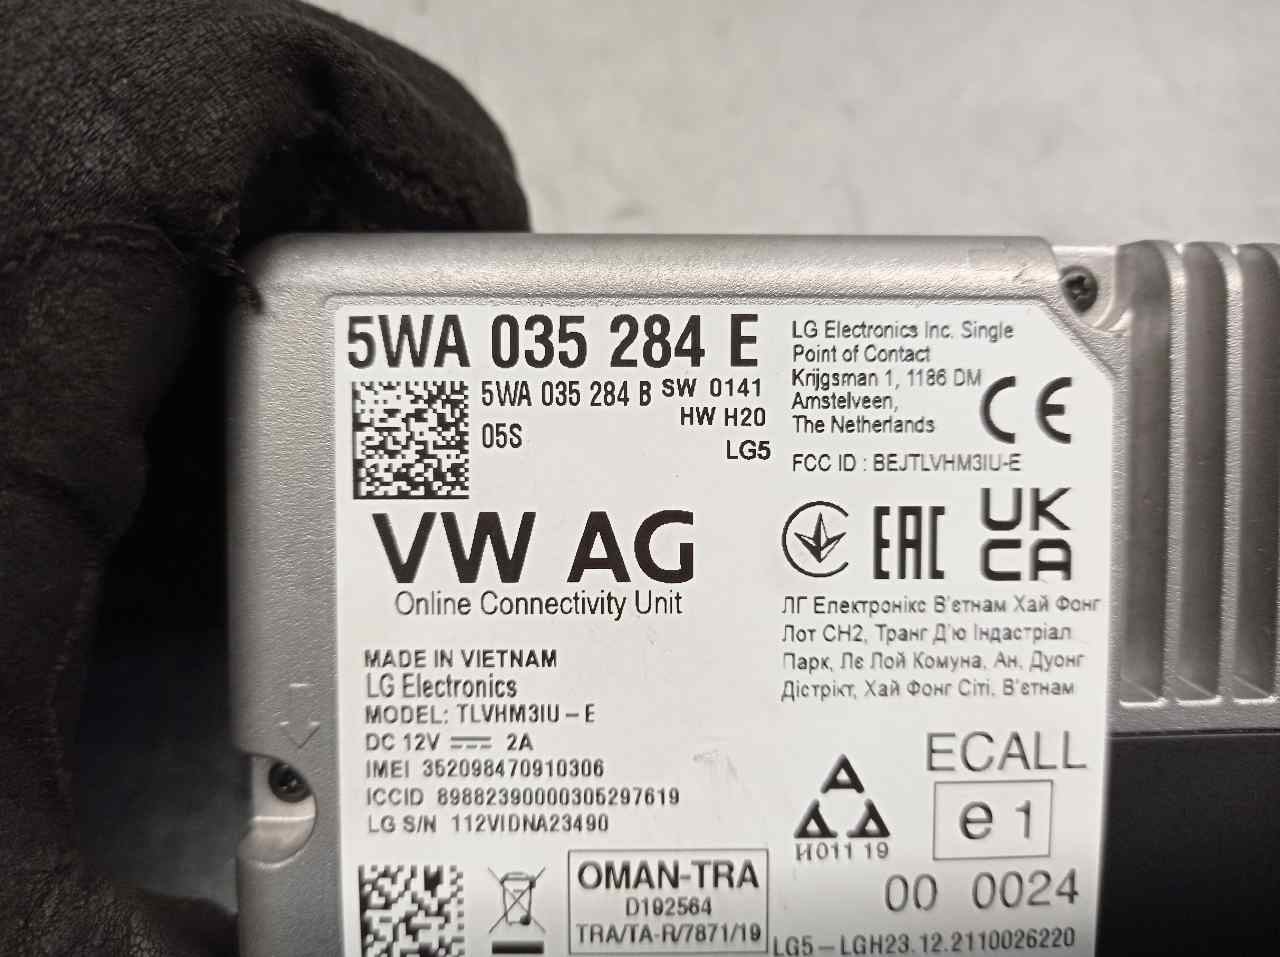 5WA 035 284 E
5WA 035 284 B SW 0141
HW H20
05S
LG5
VW AG
Online Connectivity Unit
MADE IN VIETNAM
LG Electronics
MODEL: TLVHM3IU-E
DC 12V 2A
IMEI 352098470910306
ICCID 89882390000305297619
LG S/N 112VIDNA23490
OMAN-TRA
D192564
TRA/TA-R/7871/19
LG Electronics Inc. Single
Point of Contact
Krijgsman 1, 1186 DM
Amstelveen,
The Netherlands
CE
FCC ID : BEJTLVHM3IU-E
EAC
UK
CA
ЛГ Електронікс В'єтнам Хай Фонг
Лот СН2, Транг Д'ю Індастріал
Парк, Лє Лой Комуна, Ан, Дуонг
Дістрікт, Хай Фонг Сіті, В'єтнам
ECALL
e 1
H011 19
00 0024
LG5-LGH23.12.2110026220